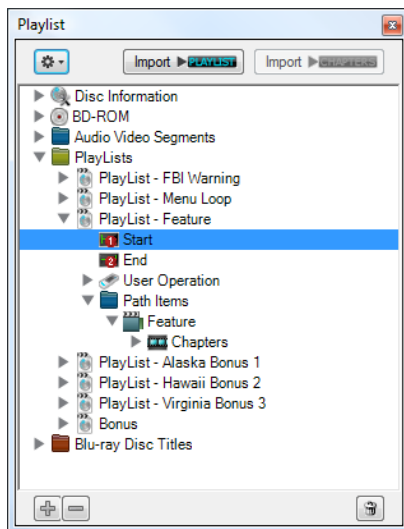 Playlist
Import PLAYLIST Import CHAPTERS
Disc Information
BD-ROM
Audio Video Segments
PlayLists
PlayList - FBI Warning
PlayList - Menu Loop
PlayList - Feature
1 Start
2 End
User Operation
Path Items
Feature
Chapters
PlayList - Alaska Bonus 1
PlayList - Hawaii Bonus 2
PlayList - Virginia Bonus 3
Bonus
Blu-ray Disc Titles